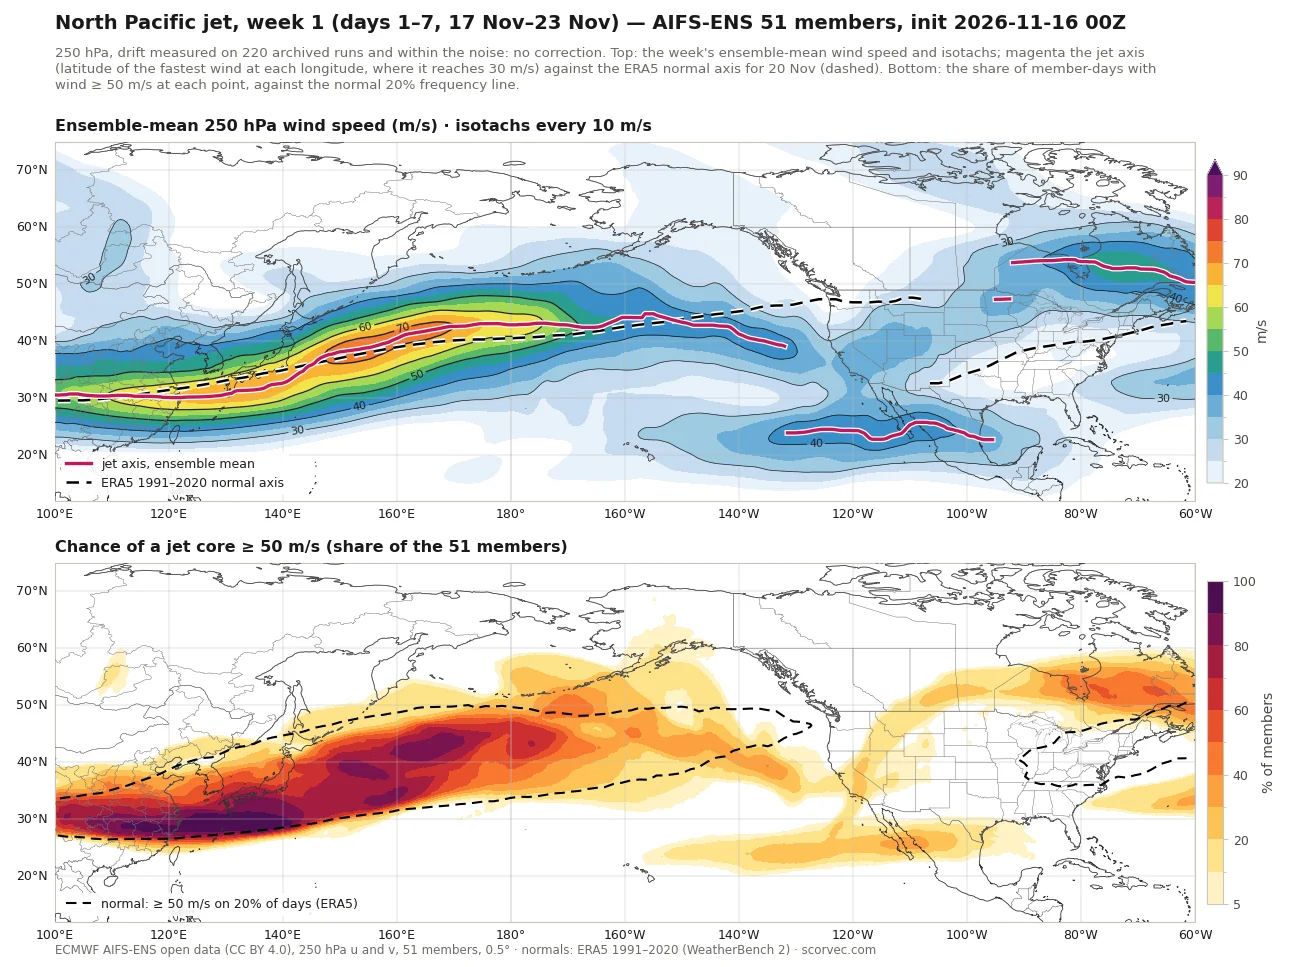 North Pacific jet, week 1 (days 1–7, 17 Nov–23 Nov) — AIFS-ENS 51 members, init 2026-11-16 00Z
250 hPa, drift measured on 220 archived runs and within the noise: no correction. Top: the week's ensemble-mean wind speed and isotachs; magenta the jet axis
(latitude of the fastest wind at each longitude, where it reaches 30 m/s) against the ERA5 normal axis for 20 Nov (dashed). Bottom: the share of member-days with
wind ≥ 50 m/s at each point, against the normal 20% frequency line.
Ensemble-mean 250 hPa wind speed (m/s) · isotachs every 10 m/s
70°N
60°N
50°N
40°N
30°N
20°N
30
60
70
50
40
30
40
30
40
30
90
80
70
60
50
40
30
20
m/s
jet axis, ensemble mean
ERA5 1991–2020 normal axis
100°E 120°E 140°E 160°E 180° 160°W 140°W 120°W 100°W 80°W 60°W
Chance of a jet core ≥ 50 m/s (share of the 51 members)
70°N
60°N
50°N
40°N
30°N
20°N
100
80
60
40
20
5
% of members
normal: ≥ 50 m/s on 20% of days (ERA5)
100°E 120°E 140°E 160°E 180° 160°W 140°W 120°W 100°W 80°W 60°W
ECMWF AIFS-ENS open data (CC BY 4.0), 250 hPa u and v, 51 members, 0.5° · normals: ERA5 1991–2020 (WeatherBench 2) · scorvec.com